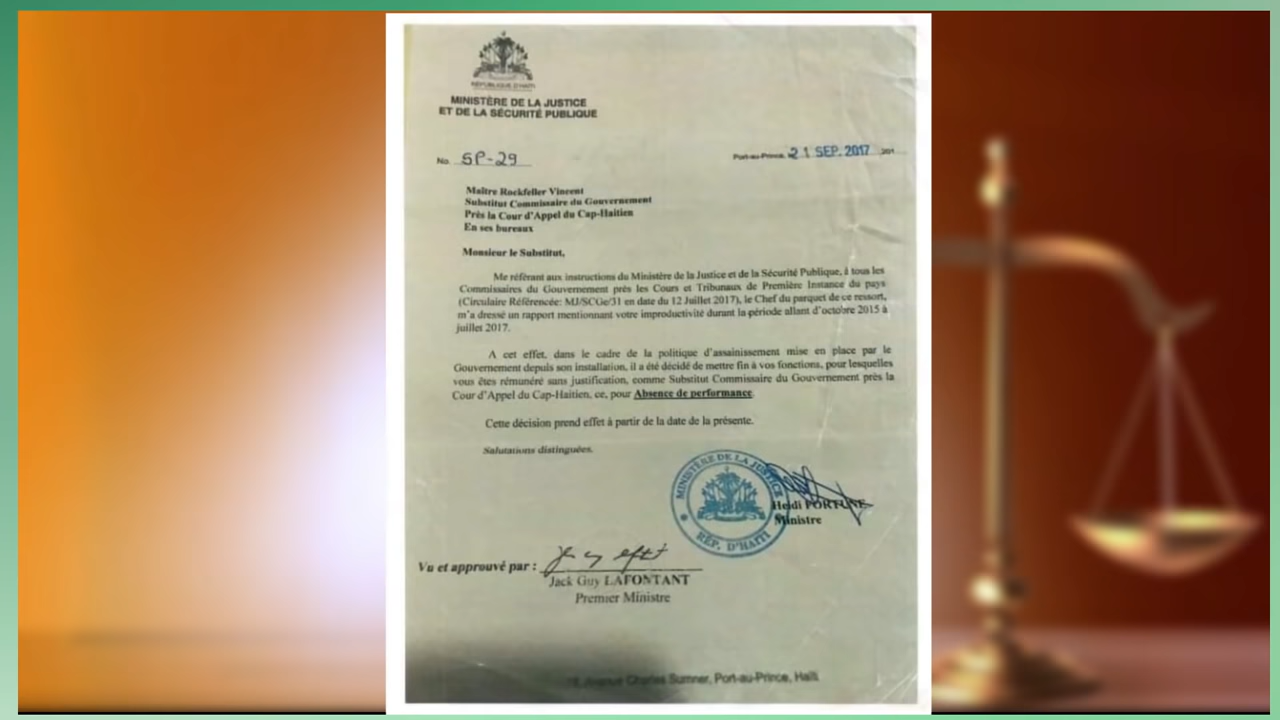 RÉPUBLIQUE D'HAÏTI
MINISTÈRE DE LA JUSTICE
ET DE LA SÉCURITÉ PUBLIQUE
No. SP-29
Port-au-Prince, 21 SEP. 2017 201
Maître Rockfeller Vincent
Substitut Commissaire du Gouvernement
Près la Cour d'Appel du Cap-Haïtien
En ses bureaux
Monsieur le Substitut,
Me référant aux instructions du Ministère de la Justice et de la Sécurité Publique, à tous les
Commissaires du Gouvernement près les Cours et Tribunaux de Première Instance du pays
(Circulaire Référencée: MJ/SCGe/31 en date du 12 Juillet 2017), le Chef du parquet de ce ressort,
m'a dressé un rapport mentionnant votre improductivité durant la période allant d'octobre 2015 à
juillet 2017.
A cet effet, dans le cadre de la politique d'assainissement mise en place par le
Gouvernement depuis son installation, il a été décidé de mettre fin à vos fonctions, pour lesquelles
vous êtes rémunéré sans justification, comme Substitut Commissaire du Gouvernement près la
Cour d'Appel du Cap-Haitien, ce, pour Absence de performance.
Cette décision prend effet à partir de la date de la présente.
Salutations distinguées.
MINISTÈRE DE LA JUSTICE
RÉP. D'HAITI
Heidi FORTUNE
Ministre
Vu et approuvé par :
Jack Guy LAFONTANT
Premier Ministre
Avenue Charles Sumner, Port-au-Prince, Haïti